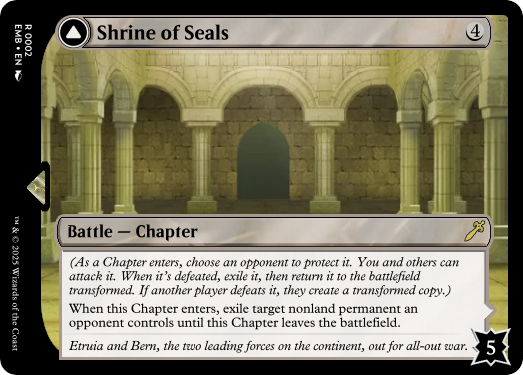 Shrine of Seals
4
Battle — Chapter
(As a Chapter enters, choose an opponent to protect it. You and others can
attack it. When it's defeated, exile it, then return it to the battlefield
transformed. If another player defeats it, they create a transformed copy.)
When this Chapter enters, exile target nonland permanent an
opponent controls until this Chapter leaves the battlefield.
Etruia and Bern, the two leading forces on the continent, out for all-out war.
5
R 0002
EMB • EN
™ & © 2025 Wizards of the Coast